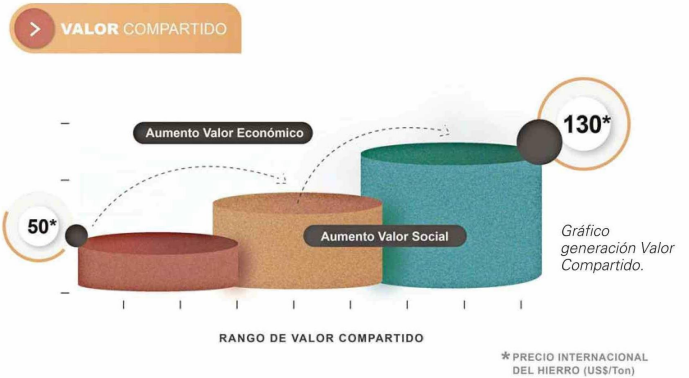 VALOR COMPARTIDO
130*
Aumento Valor Económico
50*
Aumento Valor Social
Gráfico
generación Valor
Compartido.
RANGO DE VALOR COMPARTIDO
* PRECIO INTERNACIONAL
DEL HIERRO (US$/Ton)